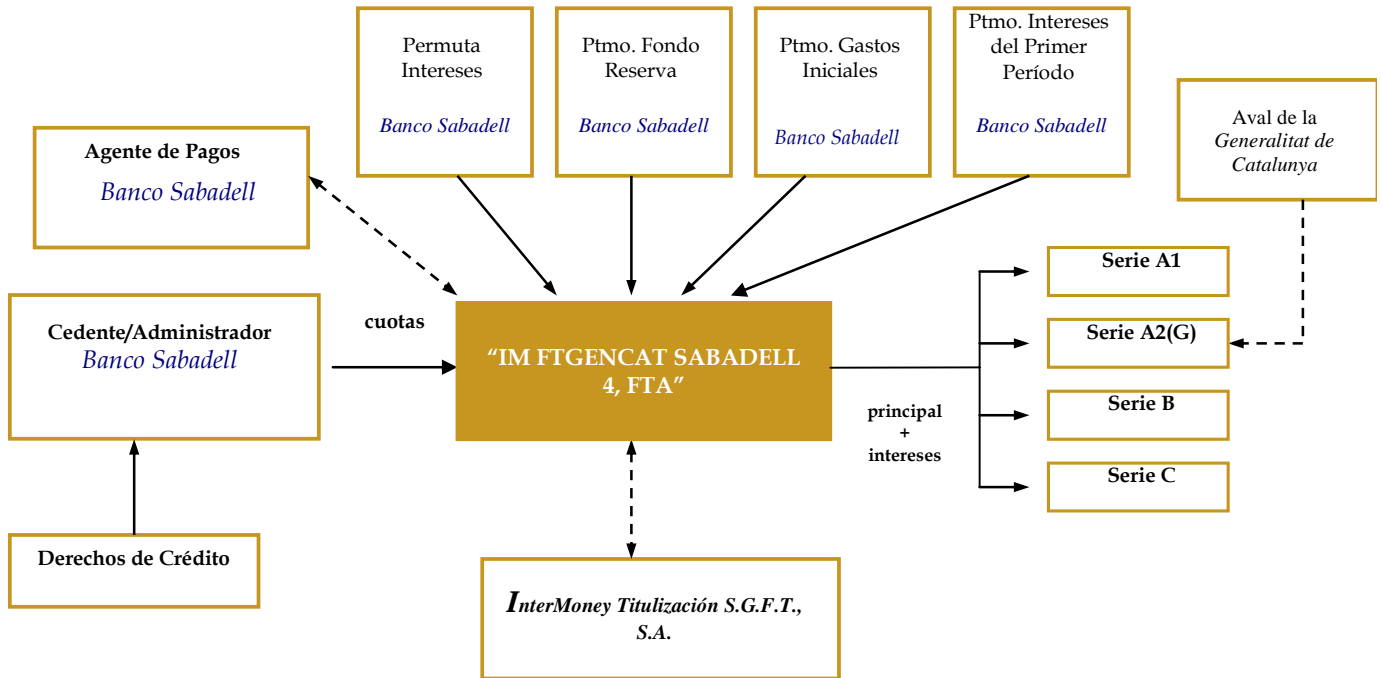 Permuta
Intereses
Banco Sabadell
Ptmo. Fondo
Reserva
Banco Sabadell
Ptmo. Gastos
Iniciales
Banco Sabadell
Ptmo. Intereses
del Primer
Período
Banco Sabadell
Aval de la
Generalitat de
Catalunya
Agente de Pagos
Banco Sabadell
Cedente/Administrador
Banco Sabadell
cuotas
“IM FTGENCAT SABADELL
4, FTA”
principal
+
intereses
Serie A1
Serie A2(G)
Serie B
Serie C
Derechos de Crédito
InterMoney Titulización S.G.F.T.,
S.A.